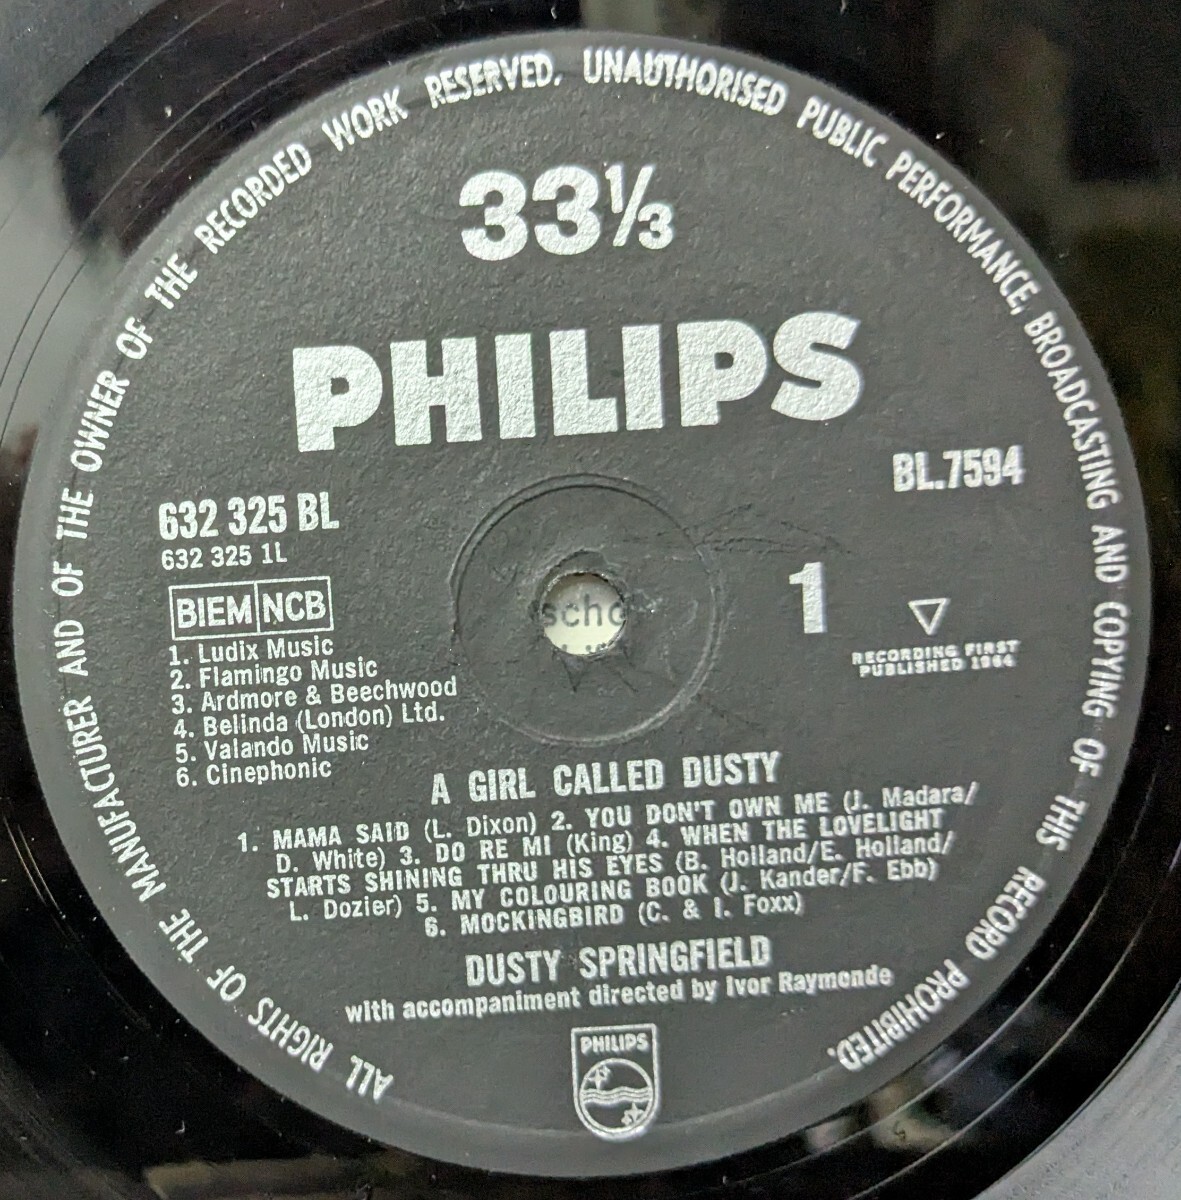 ALL RIGHTS OF THE MANUFACTURER AND OF THE OWNER OF THE RECORDED WORK RESERVED. UNAUTHORISED PUBLIC PERFORMANCE, BROADCASTING AND COPYING OF THIS RECORD PROHIBITED.
33⅓
PHILIPS
BL.7594
632 325 BL
632 325 1L
BIEM NCB
1. Ludix Music
2. Flamingo Music
3. Ardmore & Beechwood
4. Belinda (London) Ltd.
5. Valando Music
6. Cinephonic
scho
1
RECORDING FIRST
PUBLISHED 1964
A GIRL CALLED DUSTY
1. MAMA SAID (L. Dixon) 2. YOU DON'T OWN ME (J. Madara/
D. White) 3. DO RE MI (King) 4. WHEN THE LOVELIGHT
STARTS SHINING THRU HIS EYES (B. Holland/E. Holland/
L. Dozier) 5. MY COLOURING BOOK (J. Kander/F. Ebb)
6. MOCKINGBIRD (C. & I. Foxx)
DUSTY SPRINGFIELD
with accompaniment directed by Ivor Raymonde
PHILIPS